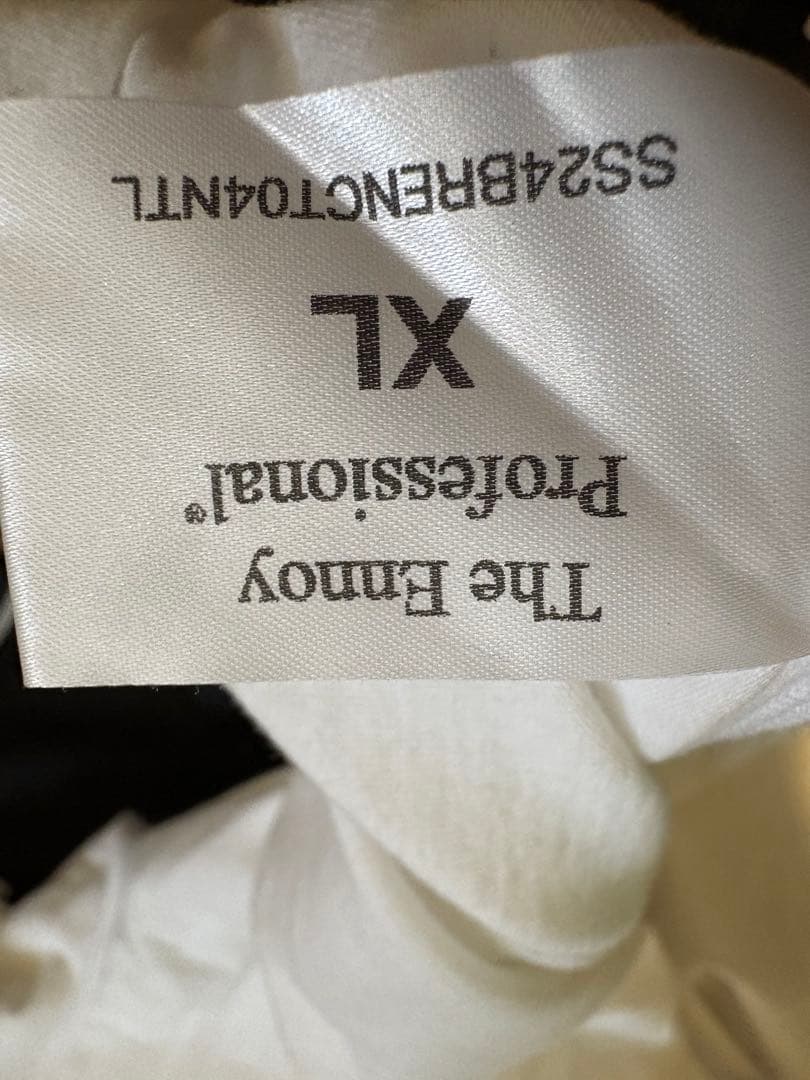 The Ennoy
Professional®
XL
SS24BRENCT04NTL